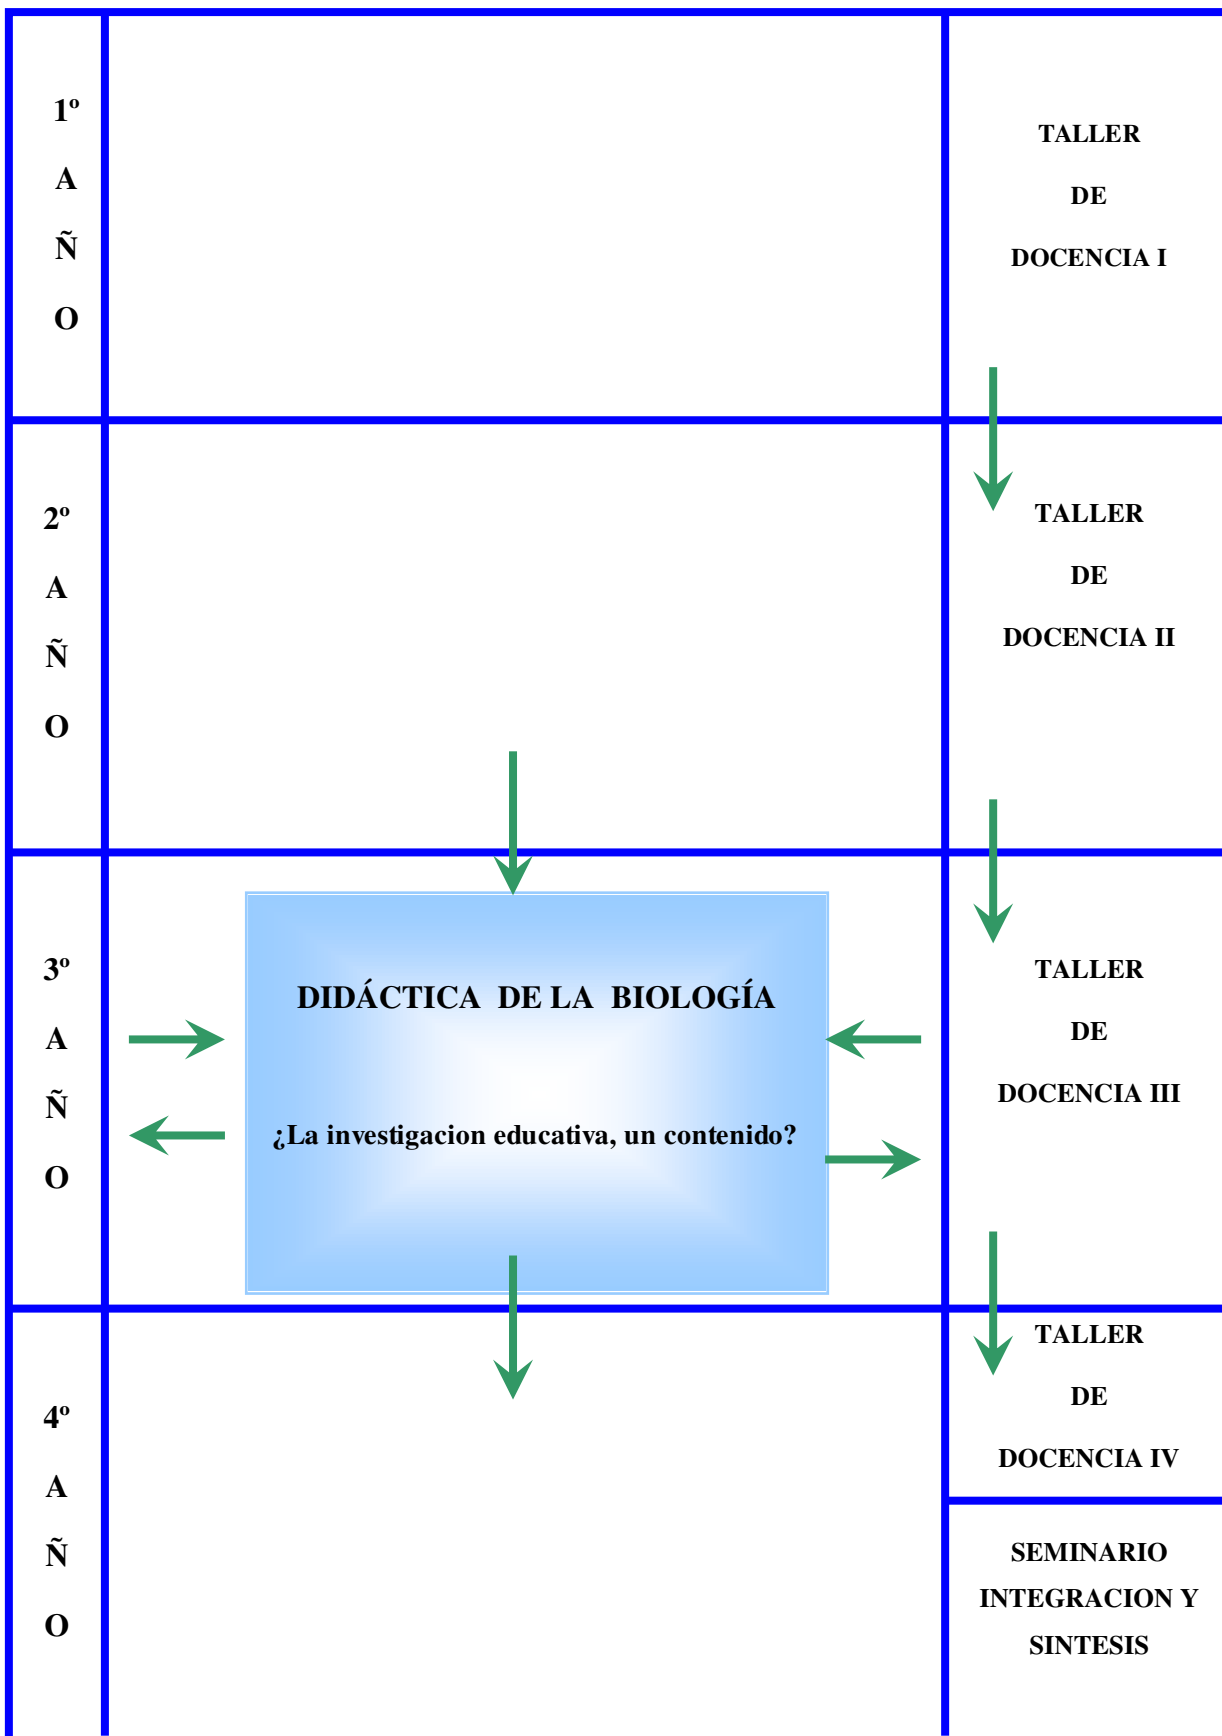 1º
A
Ñ
O
TALLER
DE
DOCENCIA I
2º
A
Ñ
O
TALLER
DE
DOCENCIA II
3º
A
Ñ
O
DIDÁCTICA DE LA BIOLOGÍA
¿La investigacion educativa, un contenido?
TALLER
DE
DOCENCIA III
4º
A
Ñ
O
TALLER
DE
DOCENCIA IV
SEMINARIO
INTEGRACION Y
SINTESIS